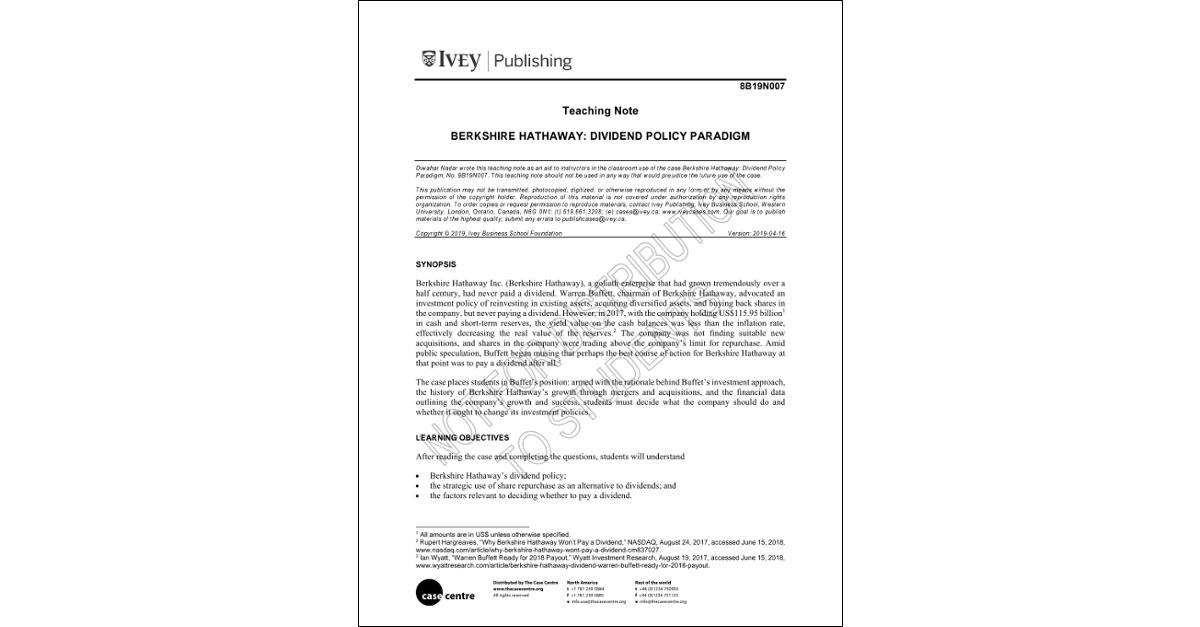 IVEY | Publishing
8B19N007
Teaching Note
BERKSHIRE HATHAWAY: DIVIDEND POLICY PARADIGM
Diwahar Nadar wrote this teaching note as an aid to instructors in the classroom use of the case Berkshire Hathaway: Dividend Policy
Paradigm, No. 9B19N007. This teaching note should not be used in any way that would prejudice the future use of the case.
This publication may not be transmitted, photocopied, digitized, or otherwise reproduced in any form or by any means without the
permission of the copyright holder. Reproduction of this material is not covered under authorization by any reproduction rights
organization. To order copies or request permission to reproduce materials, contact Ivey Publishing, Ivey Business School, Western
University, London, Ontario, Canada, N6G 0N1; (t) 519.661.3208; (e) cases@ivey.ca; www.iveycases.com. Our goal is to publish
materials of the highest quality; submit any errata to publishcases@ivey.ca.
Copyright © 2019, Ivey Business School Foundation Version: 2019-04-16
SYNOPSIS
Berkshire Hathaway Inc. (Berkshire Hathaway), a goliath enterprise that had grown tremendously over a
half century, had never paid a dividend. Warren Buffett, chairman of Berkshire Hathaway, advocated an
investment policy of reinvesting in existing assets, acquiring diversified assets, and buying back shares in
the company, but never paying a dividend. However, in 2017, with the company holding US$115.95 billion1
in cash and short-term reserves, the yield value on the cash balances was less than the inflation rate,
effectively decreasing the real value of the reserves.2 The company was not finding suitable new
acquisitions, and shares in the company were trading above the company's limit for repurchase. Amid
public speculation, Buffett began musing that perhaps the best course of action for Berkshire Hathaway at
that point was to pay a dividend after all.3
The case places students in Buffet's position: armed with the rationale behind Buffet's investment approach,
the history of Berkshire Hathaway's growth through mergers and acquisitions, and the financial data
outlining the company's growth and success, students must decide what the company should do and
whether it ought to change its investment policies.
LEARNING OBJECTIVES
After reading the case and completing the questions, students will understand
• Berkshire Hathaway's dividend policy;
• the strategic use of share repurchase as an alternative to dividends; and
• the factors relevant to deciding whether to pay a dividend.
NOT FOR DISTRIBUTION
TO STUDENTS
1 All amounts are in US$ unless otherwise specified.
2 Rupert Hargreaves, "Why Berkshire Hathaway Won't Pay a Dividend," NASDAQ, August 24, 2017, accessed June 15, 2018,
www.nasdaq.com/article/why-berkshire-hathaway-wont-pay-a-dividend-cm837027.
3 Ian Wyatt, "Warren Buffett Ready for 2018 Payout," Wyatt Investment Research, August 19, 2017, accessed June 15, 2018,
www.wyattresearch.com/article/berkshire-hathaway-dividend-warren-buffett-ready-for-2018-payout.
case centre
Distributed by The Case Centre North America Rest of the world
www.thecasecentre.org t +1 781 239 5884 t +44 (0)1234 750903
All rights reserved f +1 781 239 5885 f +44 (0)1234 751125
e info.usa@thecasecentre.org e info@thecasecentre.org